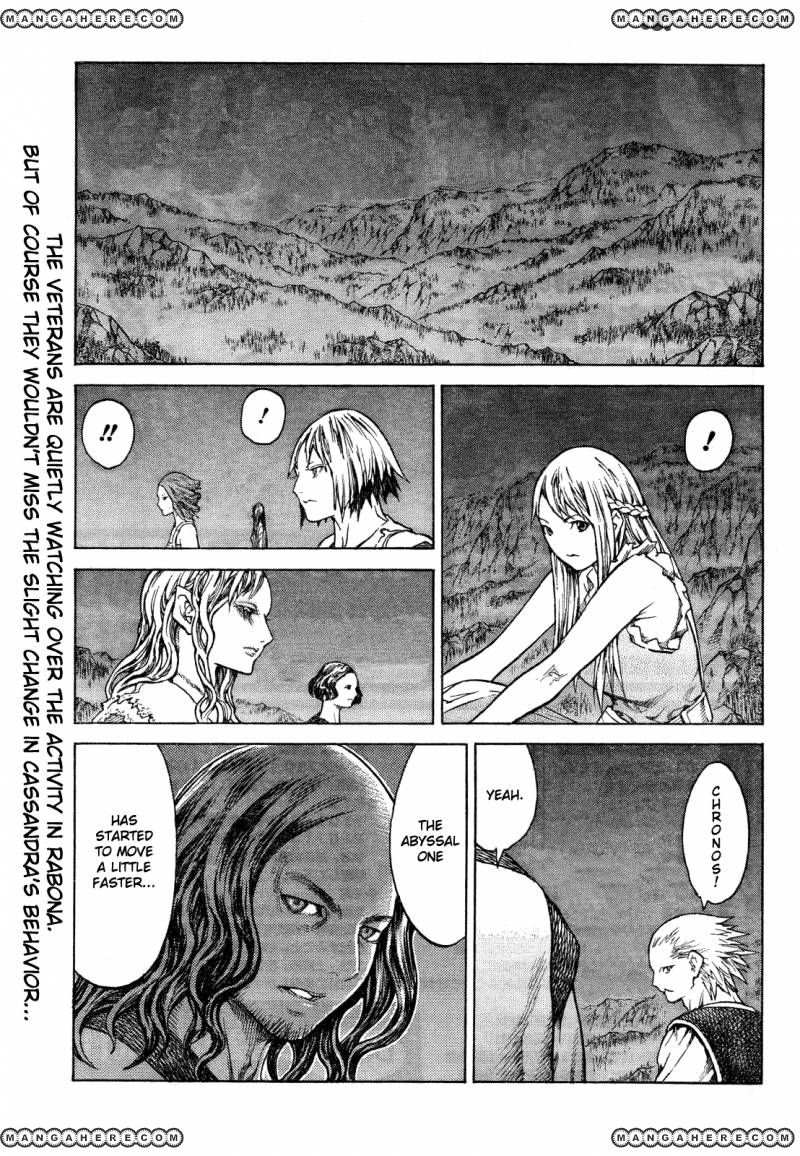 MANGAHERE.COM
MANGAHERE.COM
THE VETERANS ARE QUIETLY WATCHING OVER THE ACTIVITY IN RABONA.
BUT OF COURSE THEY WOULDN'T MISS THE SLIGHT CHANGE IN CASSANDRA'S BEHAVIOR...
!
!
!!
CHRONOS!
YEAH.
THE
ABYSSAL
ONE
HAS
STARTED
TO MOVE
A LITTLE
FASTER...
MANGAHERE.COM
MANGAHERE.COM